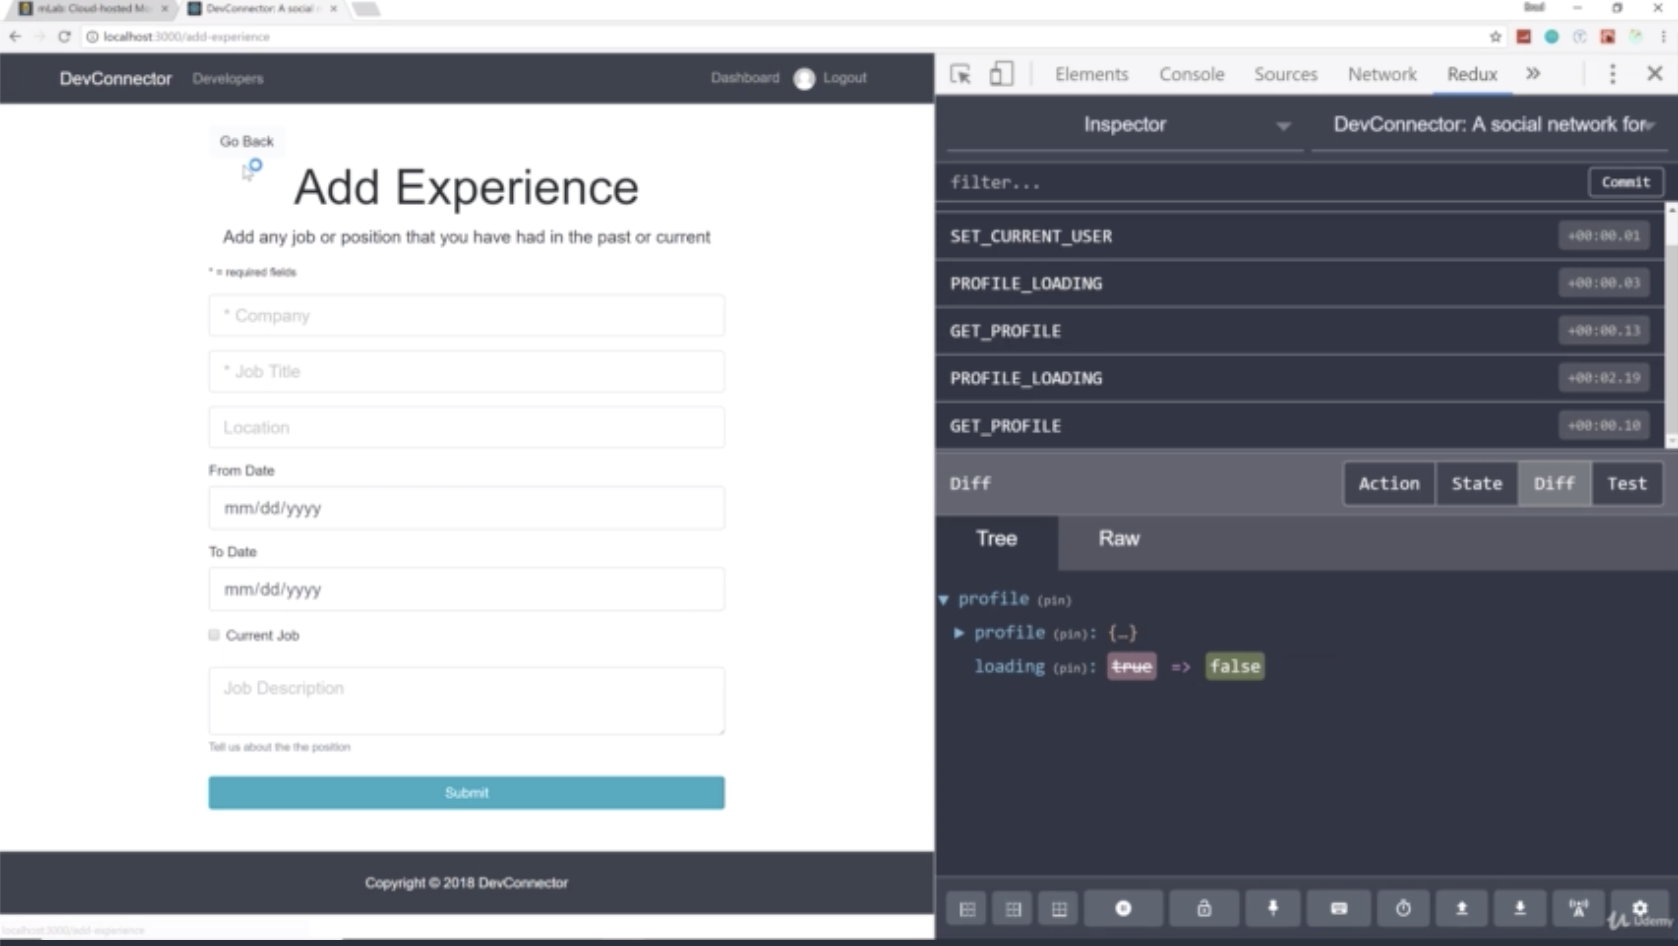 mLab: Cloud-hosted Mo
DevConnector: A social n
localhost:3000/add-experience
DevConnector
Developers
Dashboard
Logout
Go Back
Add Experience
Add any job or position that you have had in the past or current
* = required fields
* Company
* Job Title
Location
From Date
mm/dd/yyyy
To Date
mm/dd/yyyy
Current Job
Job Description
Tell us about the the position
Submit
Copyright © 2018 DevConnector
localhost:3000/add-experience
Elements Console Sources Network Redux »
Inspector
DevConnector: A social network for
filter...
Commit
SET_CURRENT_USER +00:00.01
PROFILE_LOADING +00:00.03
GET_PROFILE +00:00.13
PROFILE_LOADING +00:02.19
GET_PROFILE +00:00.10
Diff
Action State Diff Test
Tree Raw
profile (pin)
profile (pin): {…}
loading (pin): true => false
Udemy